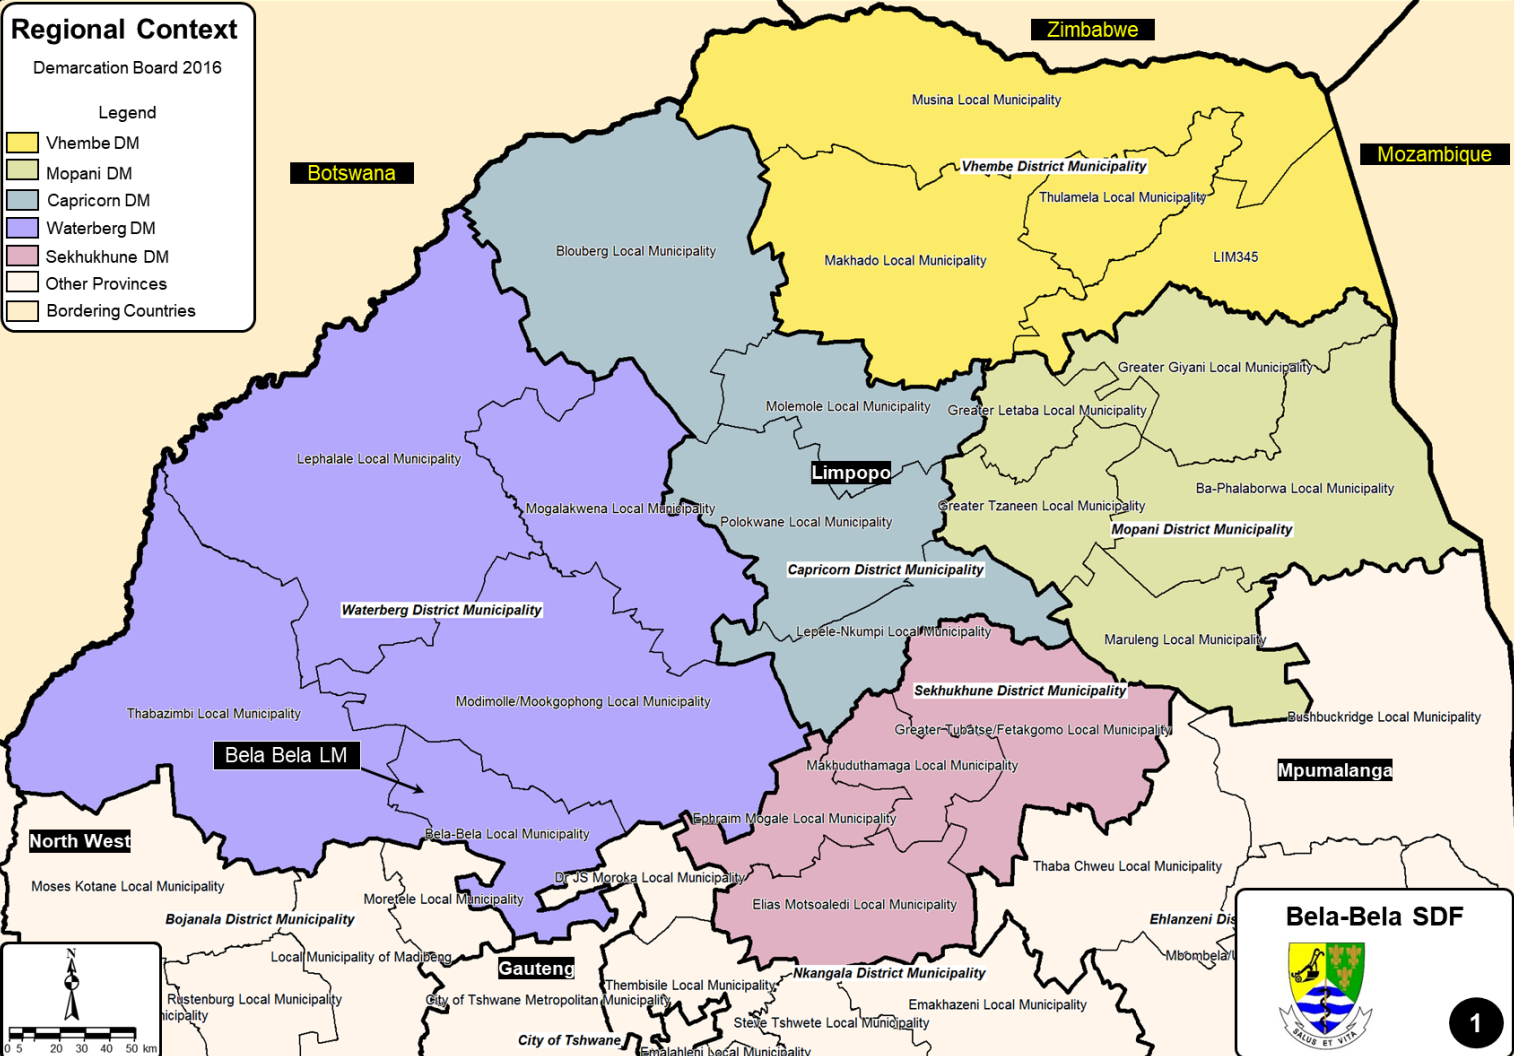 Regional Context
Demarcation Board 2016
Legend
Vhembe DM
Mopani DM
Capricorn DM
Waterberg DM
Sekhukhune DM
Other Provinces
Bordering Countries
Zimbabwe
Musina Local Municipality
Mozambique
Botswana
Vhembe District Municipality
Thulamela Local Municipality
Blouberg Local Municipality
Makhado Local Municipality
LIM345
Greater Giyani Local Municipality
Molemole Local Municipality
Greater Letaba Local Municipality
Lephalale Local Municipality
Limpopo
Ba-Phalaborwa Local Municipality
Mogalakwena Local Municipality
Greater Tzaneen Local Municipality
Polokwane Local Municipality
Mopani District Municipality
Capricorn District Municipality
Waterberg District Municipality
Lepele-Nkumpi Local Municipality
Maruleng Local Municipality
Sekhukhune District Municipality
Modimolle/Mookgophong Local Municipality
Thabazimbi Local Municipality
Bushbuckridge Local Municipality
Greater Tubatse/Fetakgomo Local Municipality
Bela Bela LM
Makhuduthamaga Local Municipality
Mpumalanga
Ephraim Mogale Local Municipality
Bela-Bela Local Municipality
North West
Thaba Chweu Local Municipality
Dr JS Moroka Local Municipality
Moses Kotane Local Municipality
Moretele Local Municipality
Elias Motsoaledi Local Municipality
Bojanala District Municipality
Ehlanzeni Dis
Bela-Bela SDF
Local Municipality of Madibeng
Mbombela/U
Gauteng
Nkangala District Municipality
Thembisile Local Municipality
Rustenburg Local Municipality
City of Tshwane Metropolitan Municipality
Emakhazeni Local Municipality
icipality
Steve Tshwete Local Municipality
City of Tshwane
Emalahleni Local Municipality
N
0 5 20 30 40 50 km
SALUS ET VITA
1